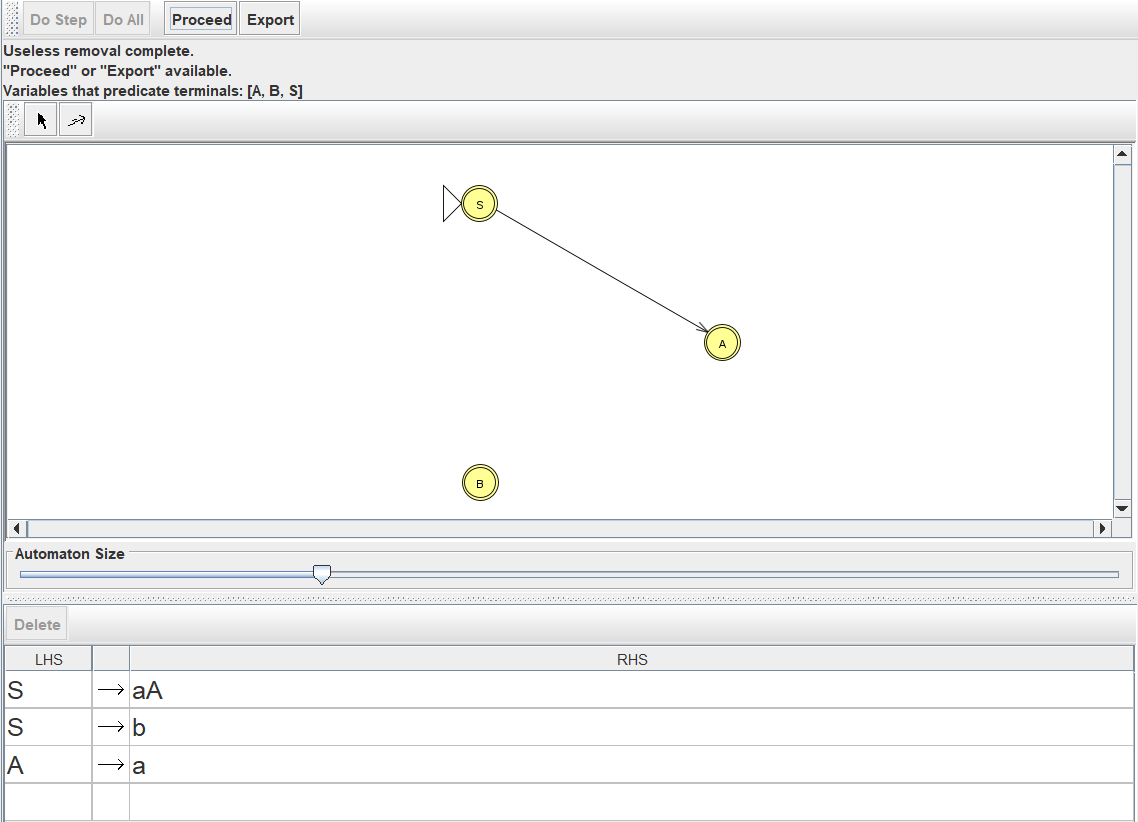 Do Step Do All Proceed Export
Useless removal complete.
"Proceed" or "Export" available.
Variables that predicate terminals: [A, B, S]
S
A
B
Automaton Size
Delete
LHS RHS
S → aA
S → b
A → a